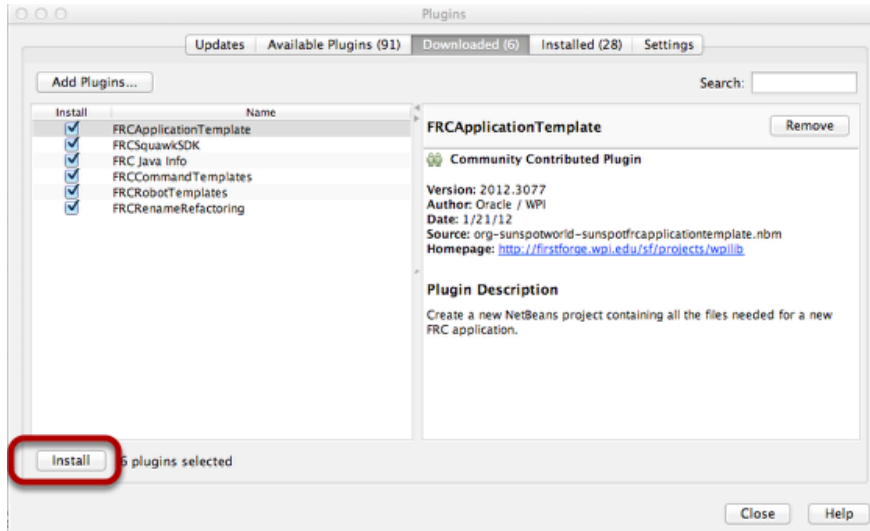 Plugins
Updates Available Plugins (91) Downloaded (6) Installed (28) Settings
Add Plugins... Search:
Install Name
FRCApplicationTemplate
FRCSquawkSDK
FRC Java Info
FRCCommandTemplates
FRCRobotTemplates
FRCRenameRefactoring
FRCApplicationTemplate Remove
Community Contributed Plugin
Version: 2012.3077
Author: Oracle / WPI
Date: 1/21/12
Source: org-sunspotworld-sunspotfrcapplicationtemplate.nbm
Homepage: http://firstforge.wpi.edu/sf/projects/wpilib
Plugin Description
Create a new NetBeans project containing all the files needed for a new
FRC application.
Install 6 plugins selected
Close Help